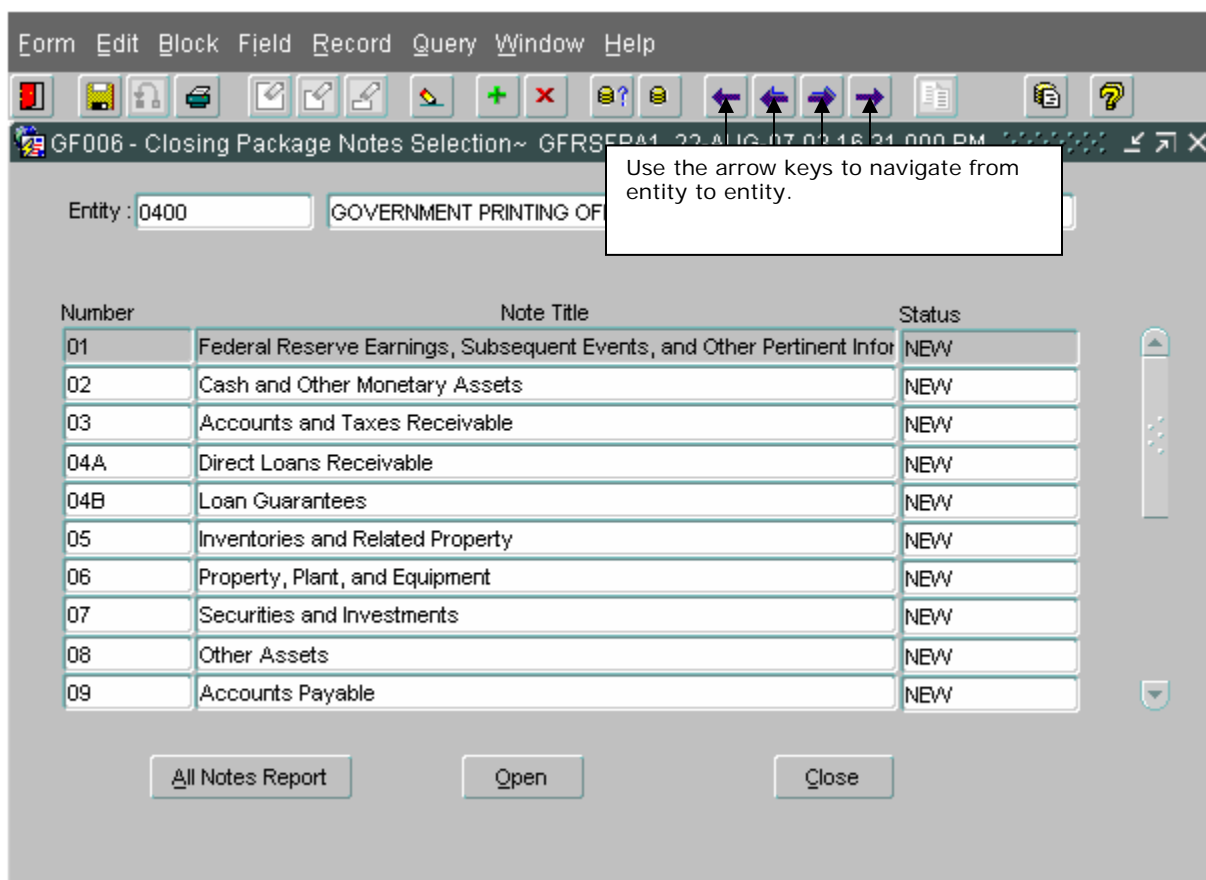 Form Edit Block Field Record Query Window Help
GF006 - Closing Package Notes Selection~
Use the arrow keys to navigate from
entity to entity.
Entity : 0400 GOVERNMENT PRINTING
Number Note Title Status
01 Federal Reserve Earnings, Subsequent Events, and Other Pertinent Infor NEW
02 Cash and Other Monetary Assets NEW
03 Accounts and Taxes Receivable NEW
04A Direct Loans Receivable NEW
04B Loan Guarantees NEW
05 Inventories and Related Property NEW
06 Property, Plant, and Equipment NEW
07 Securities and Investments NEW
08 Other Assets NEW
09 Accounts Payable NEW
All Notes Report Open Close